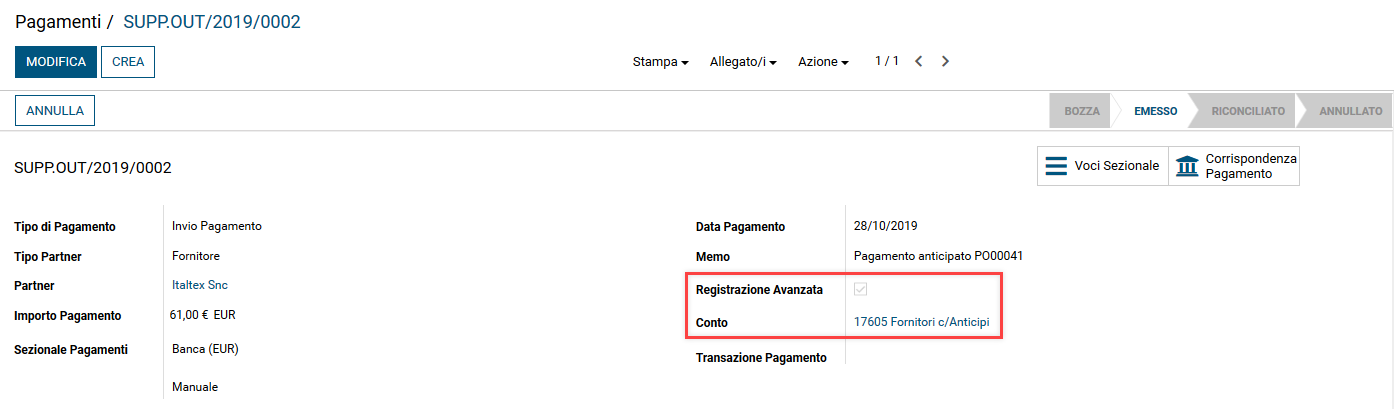 Pagamenti / SUPP.OUT/2019/0002
MODIFICA CREA Stampa Allegato/i Azione 1 / 1
ANNULLA BOZZA EMESSO RICONCILIATO ANNULLATO
SUPP.OUT/2019/0002
Voci Sezionale
Corrispondenza
Pagamento
Tipo di Pagamento Invio Pagamento Data Pagamento 28/10/2019
Tipo Partner Fornitore Memo Pagamento anticipato PO00041
Partner Italtex Snc Registrazione Avanzata
Importo Pagamento 61,00 € EUR Conto 17605 Fornitori c/Anticipi
Sezionale Pagamenti Banca (EUR) Transazione Pagamento
Manuale